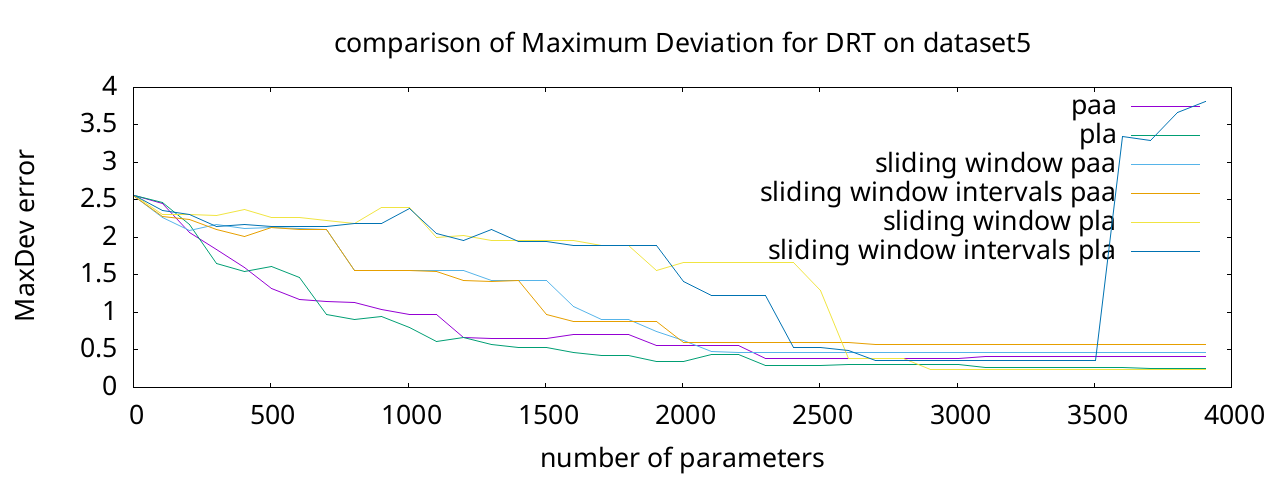 comparison of Maximum Deviation for DRT on dataset5
4
3.5
3
2.5
2
1.5
1
0.5
0
MaxDev error
paa
pla
sliding window paa
sliding window intervals paa
sliding window pla
sliding window intervals pla
0 500 1000 1500 2000 2500 3000 3500 4000
number of parameters